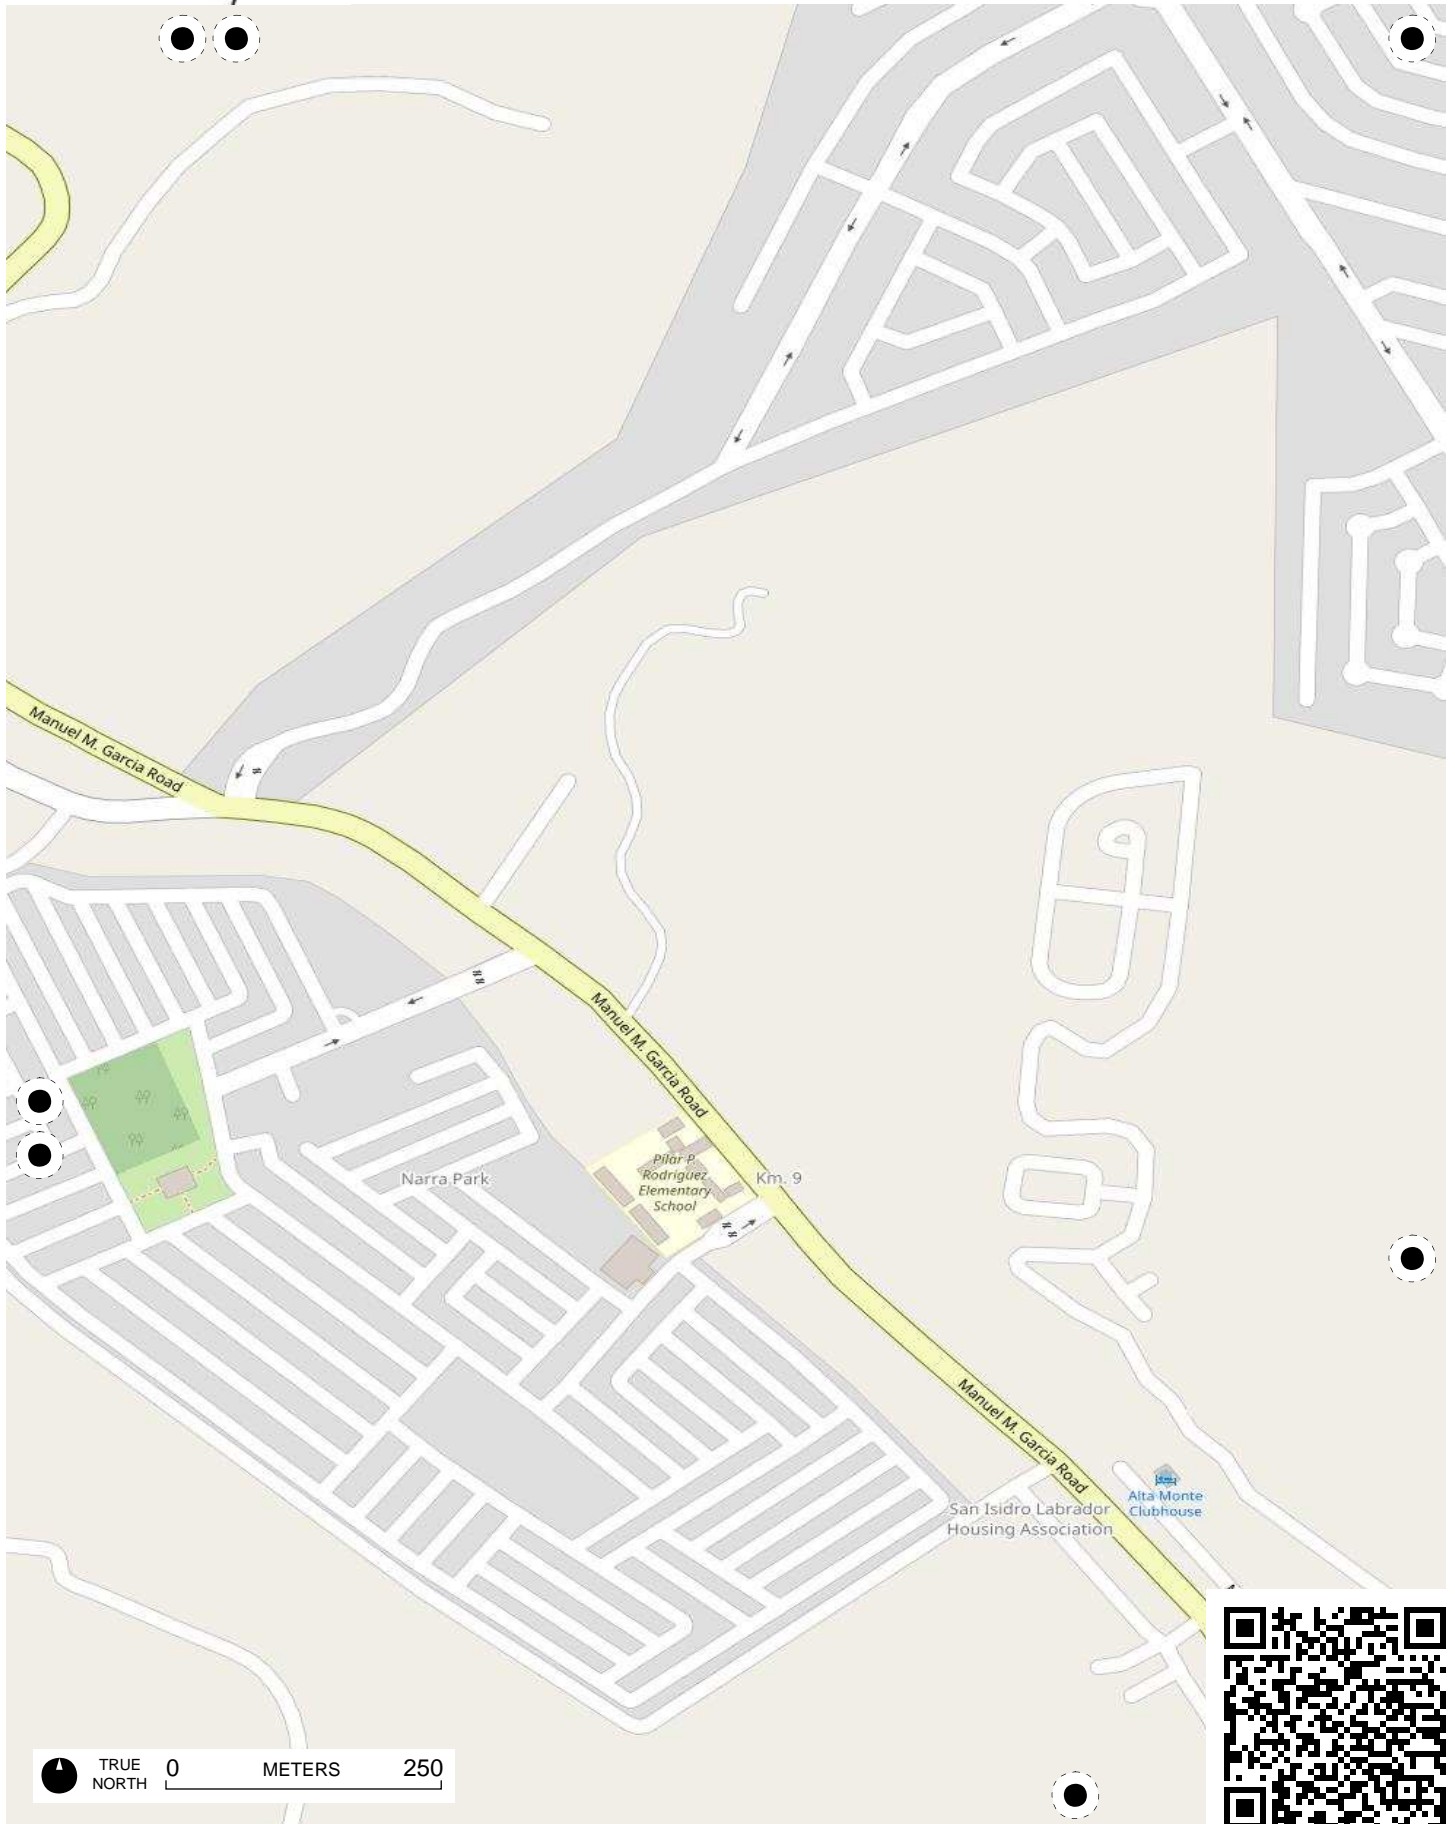 Manuel M. Garcia Road
Manuel M. Garcia Road
Narra Park
Pilar P.
Rodriguez
Elementary
School
Km. 9
Manuel M. Garcia Road
San Isidro Labrador
Housing Association
Alta Monte
Clubhouse
TRUE
NORTH
0
METERS
250